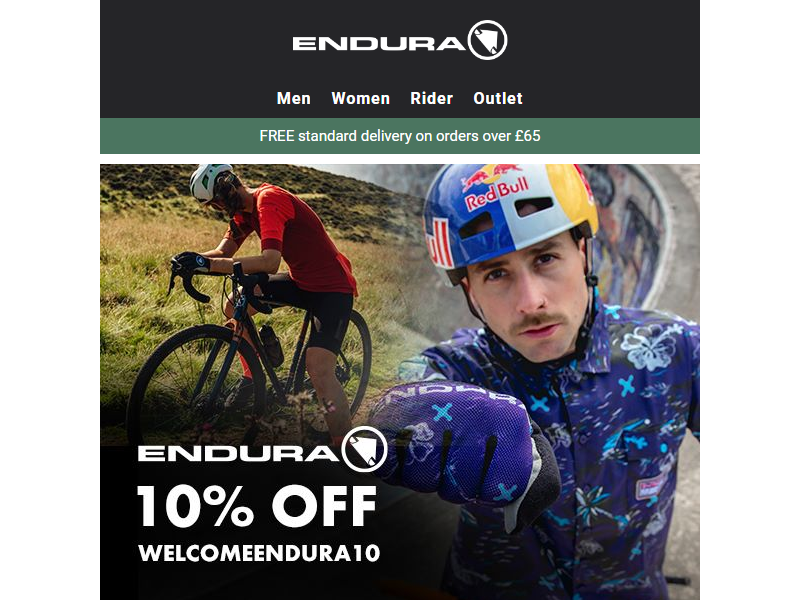 ENDURA
Men Women Rider Outlet
FREE standard delivery on orders over £65
Red Bull
ull
ENDURA
ENDURA
10% OFF
WELCOMEENDURA10